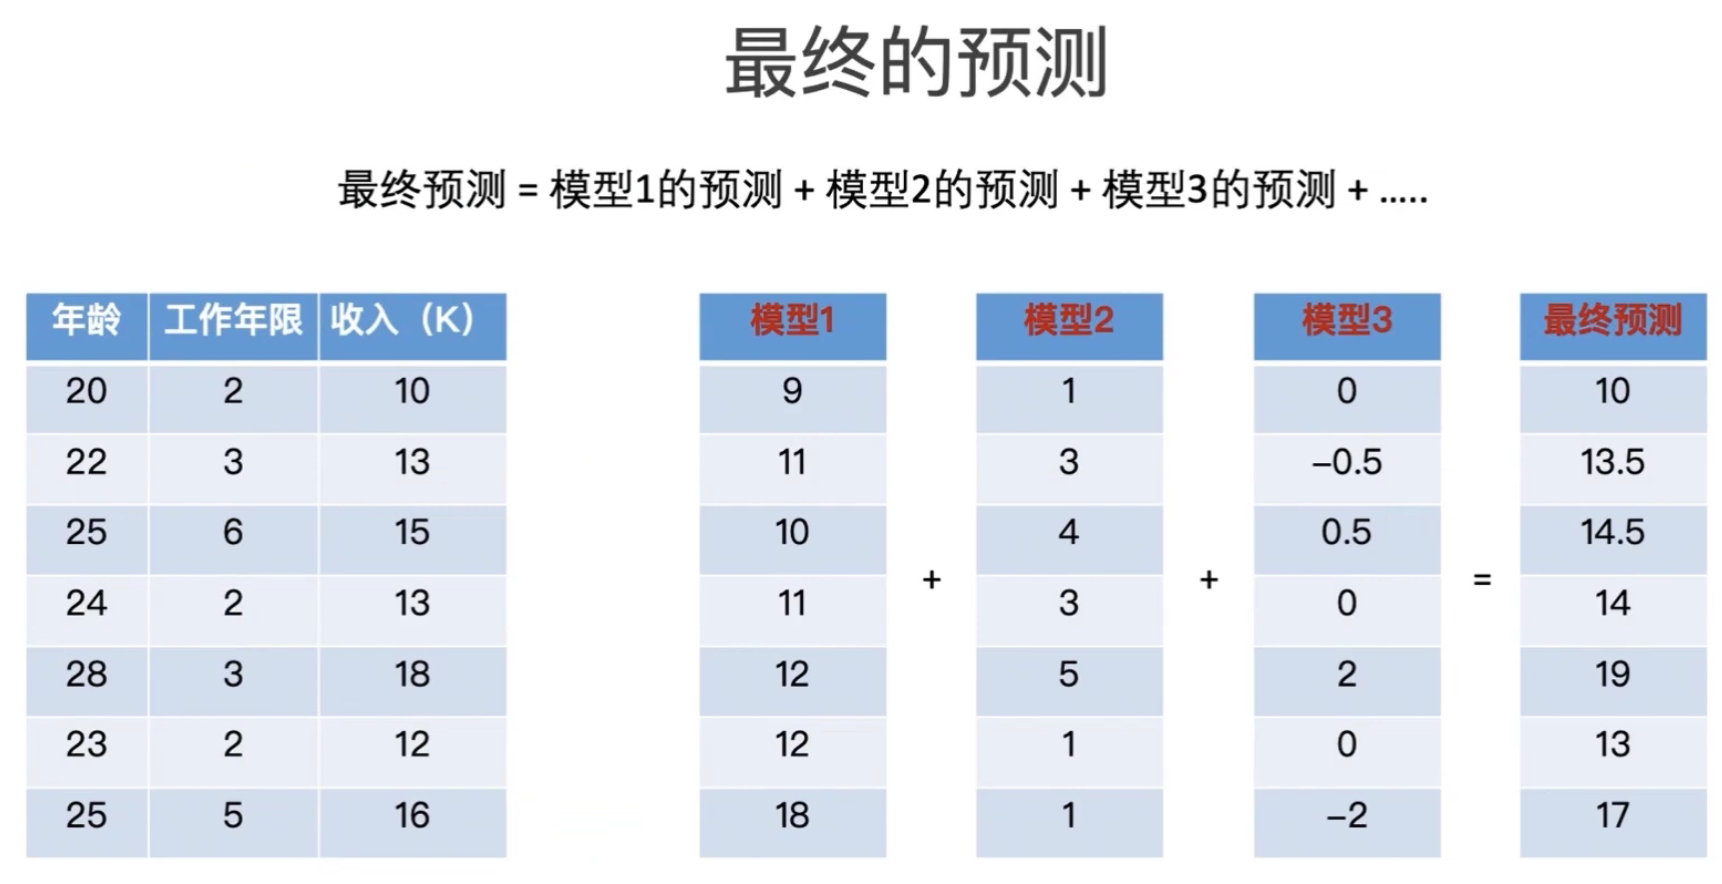 最终的预测
最终预测 = 模型1的预测 + 模型2的预测 + 模型3的预测 + .....
年龄 工作年限 收入（K） 模型1 模型2 模型3 最终预测
20 2 10 9 1 0 10
22 3 13 11 3 –0.5 13.5
25 6 15 10 4 0.5 14.5
+ + =
24 2 13 11 3 0 14
28 3 18 12 5 2 19
23 2 12 12 1 0 13
25 5 16 18 1 –2 17